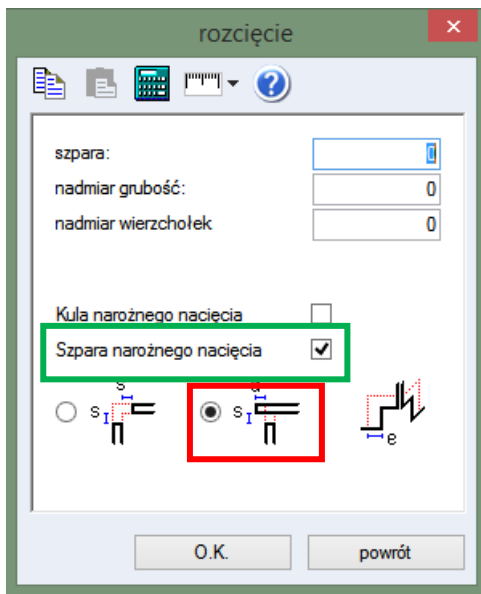 rozcięcie
szpara: 0
nadmiar grubość: 0
nadmiar wierzchołek 0
Kula narożnego nacięcia
Szpara narożnego nacięcia
s
s
a
s
e
O.K. powrót